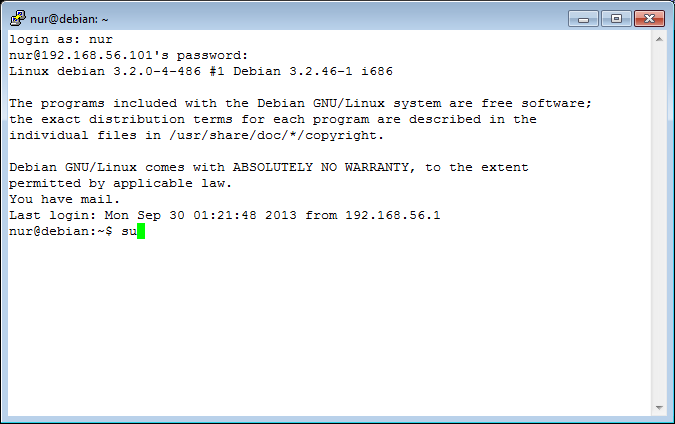 nur@debian: ~
login as: nur
nur@192.168.56.101's password:
Linux debian 3.2.0-4-486 #1 Debian 3.2.46-1 i686
The programs included with the Debian GNU/Linux system are free software;
the exact distribution terms for each program are described in the
individual files in /usr/share/doc/*/copyright.
Debian GNU/Linux comes with ABSOLUTELY NO WARRANTY, to the extent
permitted by applicable law.
You have mail.
Last login: Mon Sep 30 01:21:48 2013 from 192.168.56.1
nur@debian:~$ su